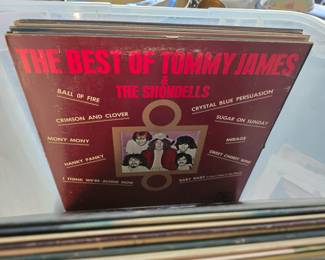 THE BEST OF TOMMY JAMES
& THE SHONDELLS
BALL OF FIRE
CRYSTAL BLUE PERSUASION
CRIMSON AND CLOVER
SUGAR ON SUNDAY
MONY MONY
MIRAGE
HANKY PANKY
SWEET CHERRY WINE
I THINK WE'RE ALONE NOW
BABY BABY